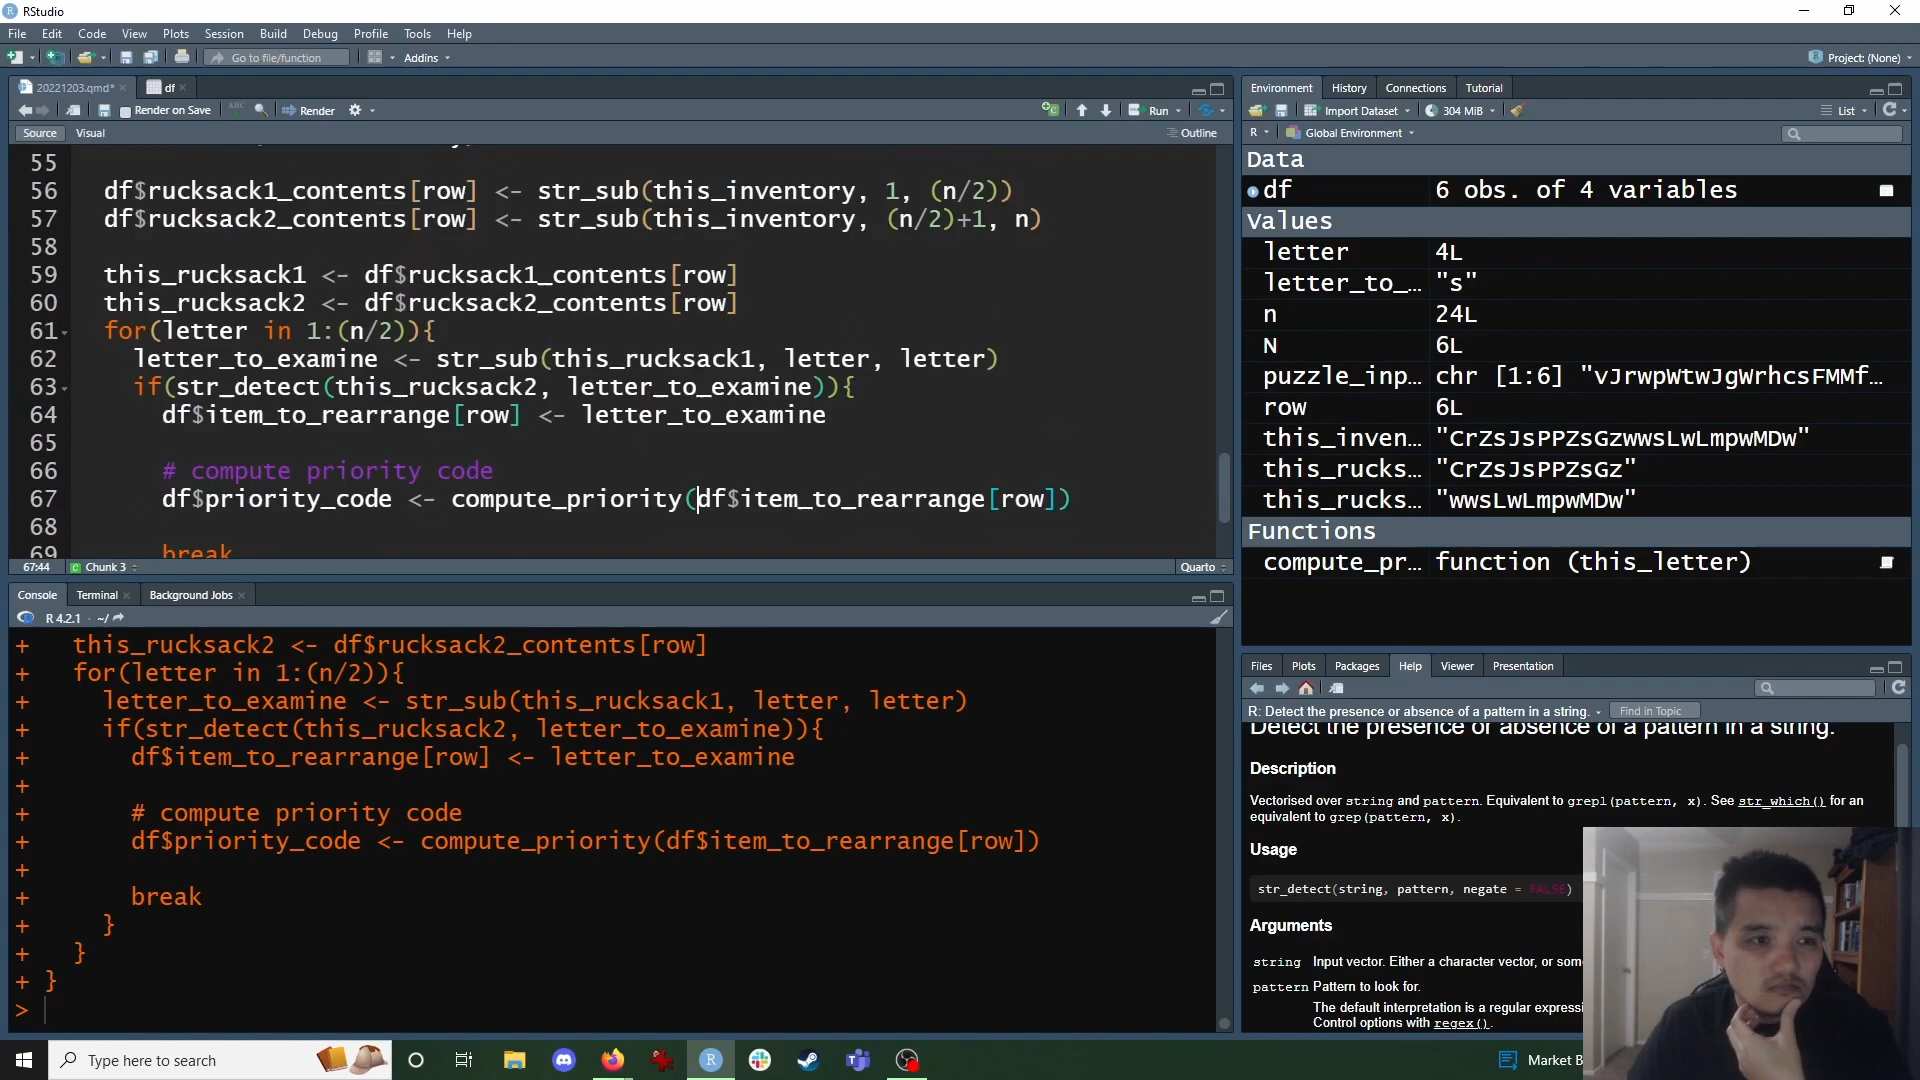 RStudio
File Edit Code View Plots Session Build Debug Profile Tools Help
Go to file/function Addins Project: (None)
20221203.qmd* df
Render on Save ABC Render Run
Source Visual Outline
55
56 df$rucksack1_contents[row] <- str_sub(this_inventory, 1, (n/2))
57 df$rucksack2_contents[row] <- str_sub(this_inventory, (n/2)+1, n)
58
59 this_rucksack1 <- df$rucksack1_contents[row]
60 this_rucksack2 <- df$rucksack2_contents[row]
61 for(letter in 1:(n/2)){
62 letter_to_examine <- str_sub(this_rucksack1, letter, letter)
63 if(str_detect(this_rucksack2, letter_to_examine)){
64 df$item_to_rearrange[row] <- letter_to_examine
65
66 # compute priority code
67 df$priority_code <- compute_priority(df$item_to_rearrange[row])
68
69 break
67:44 Chunk 3 Quarto
Console Terminal Background Jobs
R 4.2.1 · ~/
+ this_rucksack2 <- df$rucksack2_contents[row]
+ for(letter in 1:(n/2)){
+ letter_to_examine <- str_sub(this_rucksack1, letter, letter)
+ if(str_detect(this_rucksack2, letter_to_examine)){
+ df$item_to_rearrange[row] <- letter_to_examine
+
+ # compute priority code
+ df$priority_code <- compute_priority(df$item_to_rearrange[row])
+
+ break
+ }
+ }
+ }
>
Environment History Connections Tutorial
Import Dataset 304 MiB List
R Global Environment
Data
df 6 obs. of 4 variables
Values
letter 4L
letter_to_… "s"
n 24L
N 6L
puzzle_inp… chr [1:6] "vJrwpWtwJgWrhcsFMMf…
row 6L
this_inven… "CrZsJsPPZsGzwwsLwLmpwMDw"
this_rucks… "CrZsJsPPZsGz"
this_rucks… "wwsLwLmpwMDw"
Functions
compute_pr… function (this_letter)
Files Plots Packages Help Viewer Presentation
R: Detect the presence or absence of a pattern in a string. Find in Topic
Detect the presence or absence of a pattern in a string.
Description
Vectorised over string and pattern. Equivalent to grepl(pattern, x). See str_which() for an
equivalent to grep(pattern, x).
Usage
str_detect(string, pattern, negate = FALSE)
Arguments
string Input vector. Either a character vector, or som
pattern Pattern to look for.
The default interpretation is a regular expressi
Control options with regex().
Type here to search Market B